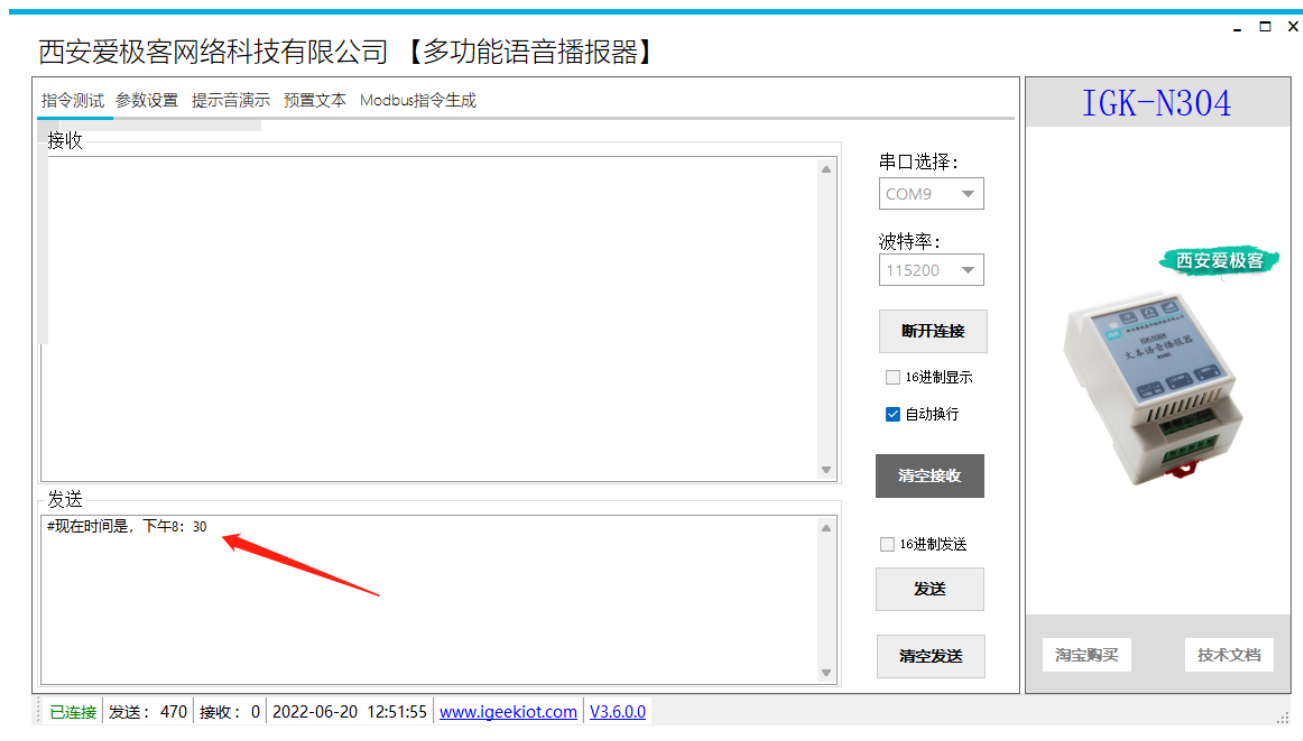 西安爱极客网络科技有限公司 【多功能语音播报器】
指令测试 参数设置 提示音演示 预置文本 Modbus指令生成
IGK-N304
接收
串口选择：
COM9
波特率：
115200
西安爱极客
断开连接
16进制显示
自动换行
文本语音播报器
清空接收
发送
#现在时间是，下午8：30
16进制发送
发送
清空发送
淘宝购买
技术文档
已连接 发送： 470 接收： 0 2022-06-20 12:51:55 www.igeekiot.com V3.6.0.0